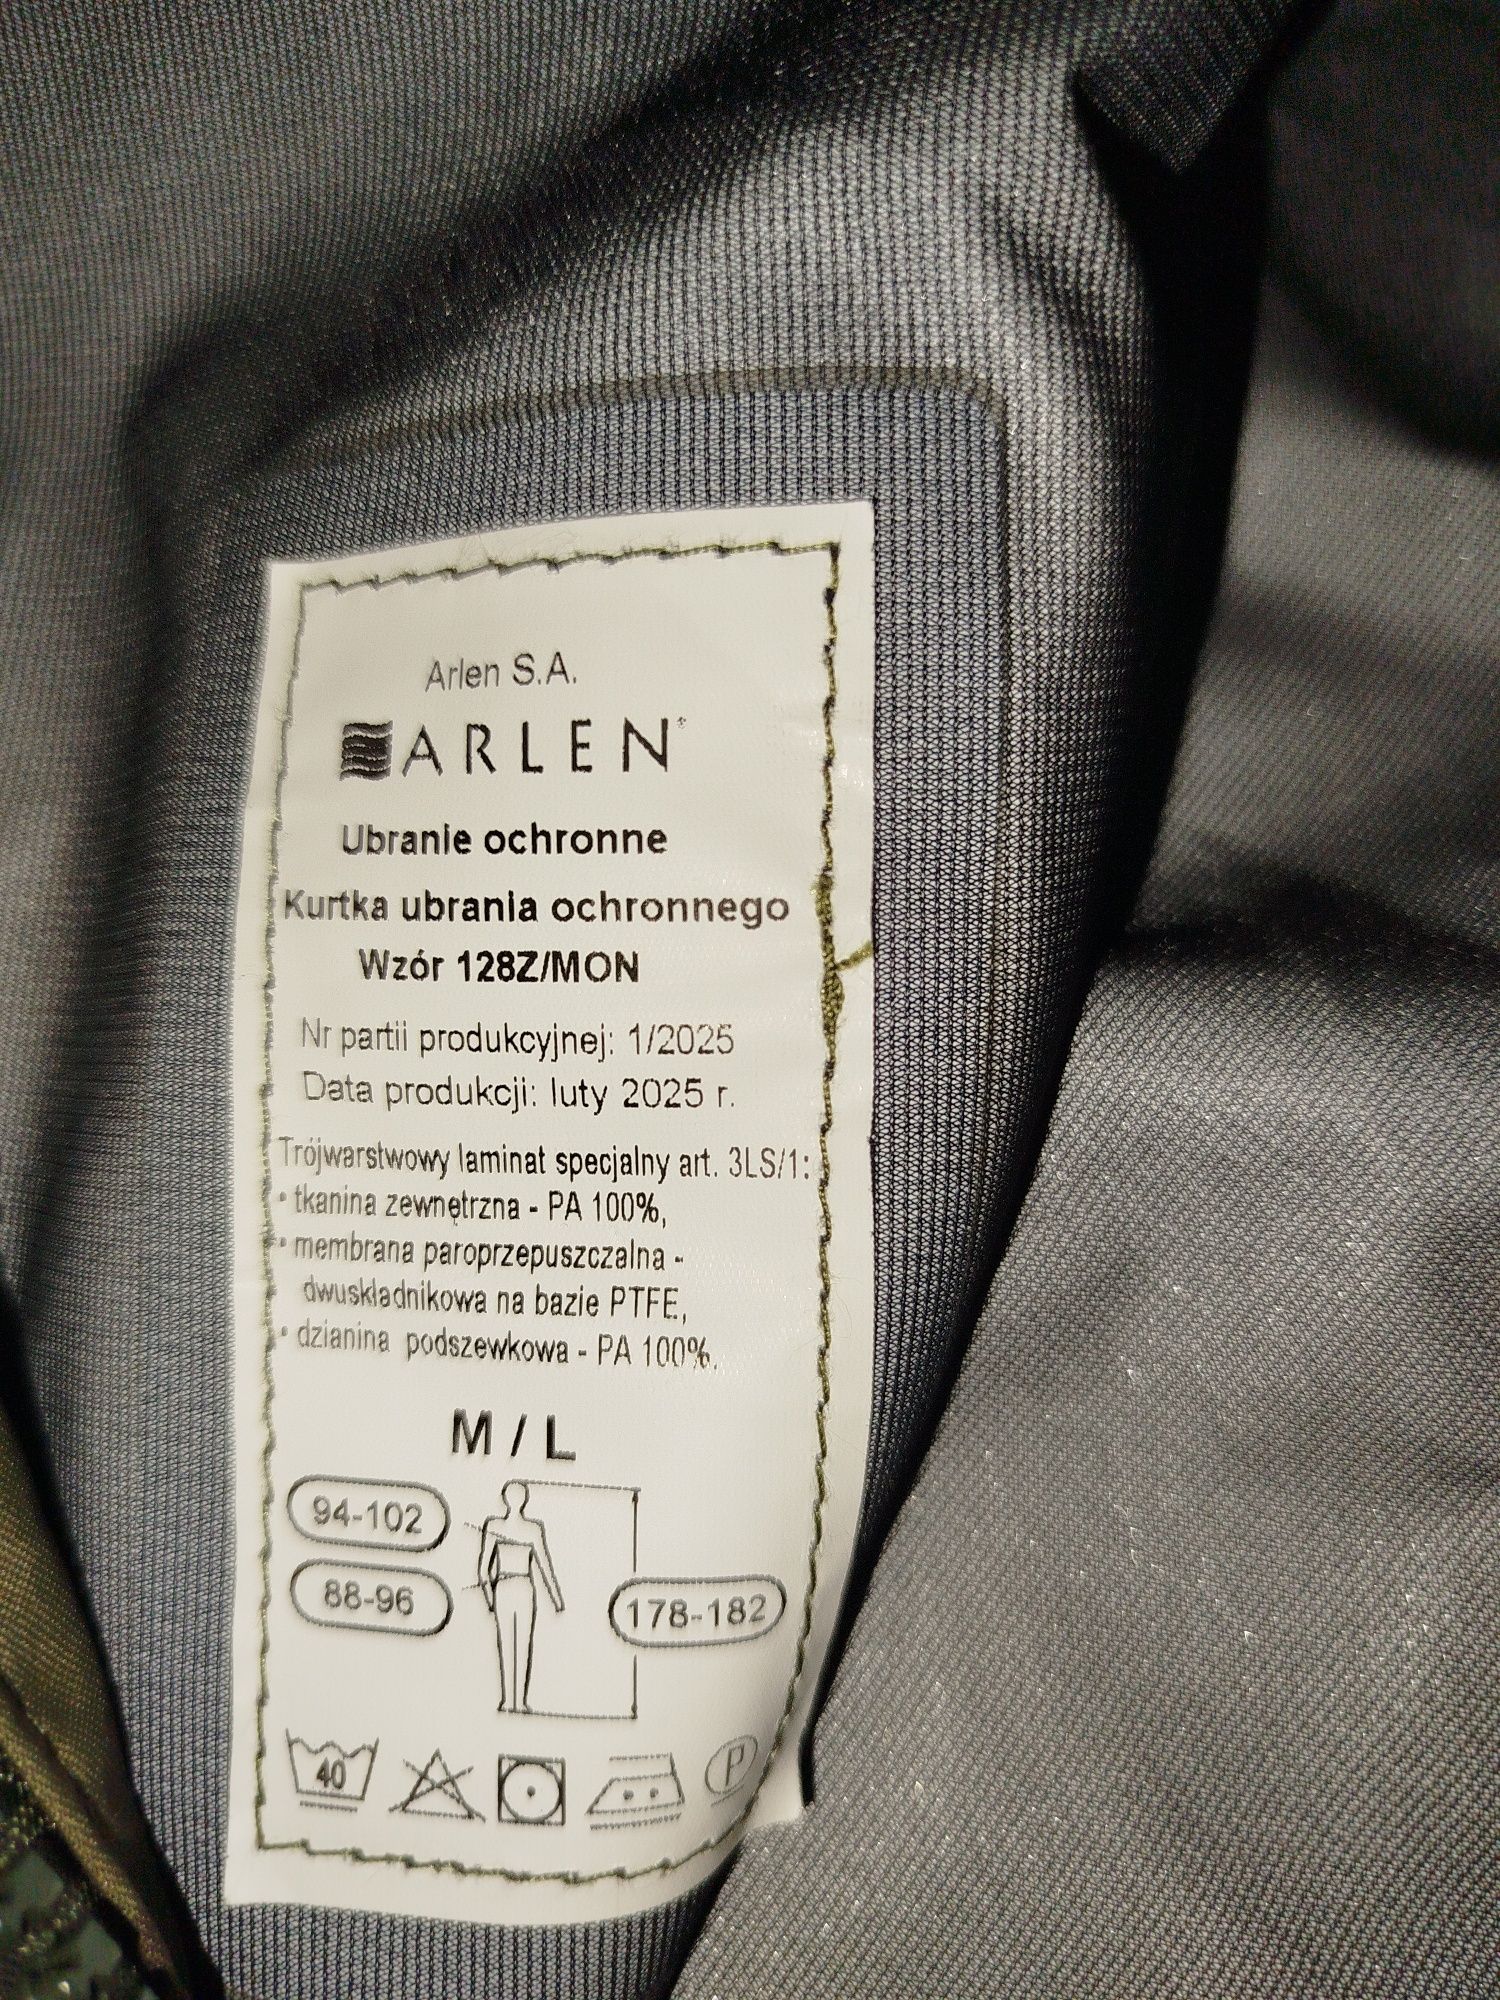 Arlen S.A.
ARLEN
Ubranie ochronne
Kurtka ubrania ochronnego
Wzór 128Z/MON
Nr partii produkcyjnej: 1/2025
Data produkcji: luty 2025 r.
Trójwarstwowy laminat specjalny art. 3LS/1:
• tkanina zewnętrzna - PA 100%,
• membrana paroprzepuszczalna -
dwuskładnikowa na bazie PTFE,
• dzianina podszewkowa - PA 100%.
M / L
94-102
88-96
178-182
40
P